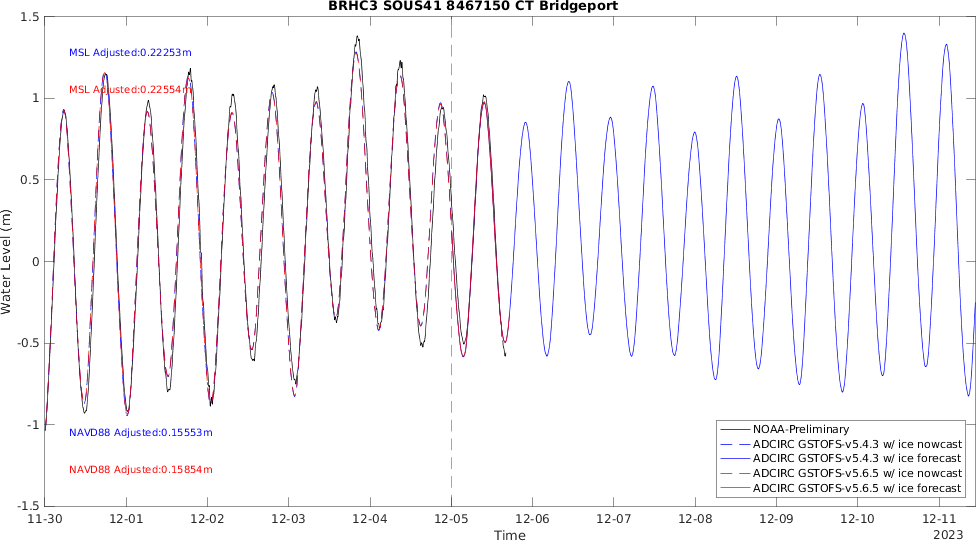 BRHC3 SOUS41 8467150 CT Bridgeport
1.5
MSL Adjusted:0.22253m
MSL Adjusted:0.22554m
1
0.5
Water Level (m)
0
-0.5
-1
NAVD88 Adjusted:0.15553m
NAVD88 Adjusted:0.15854m
-1.5
NOAA-Preliminary
ADCIRC GSTOFS-v5.4.3 w/ ice nowcast
ADCIRC GSTOFS-v5.4.3 w/ ice forecast
ADCIRC GSTOFS-v5.6.5 w/ ice nowcast
ADCIRC GSTOFS-v5.6.5 w/ ice forecast
11-30 12-01 12-02 12-03 12-04 12-05 12-06 12-07 12-08 12-09 12-10 12-11
Time
2023